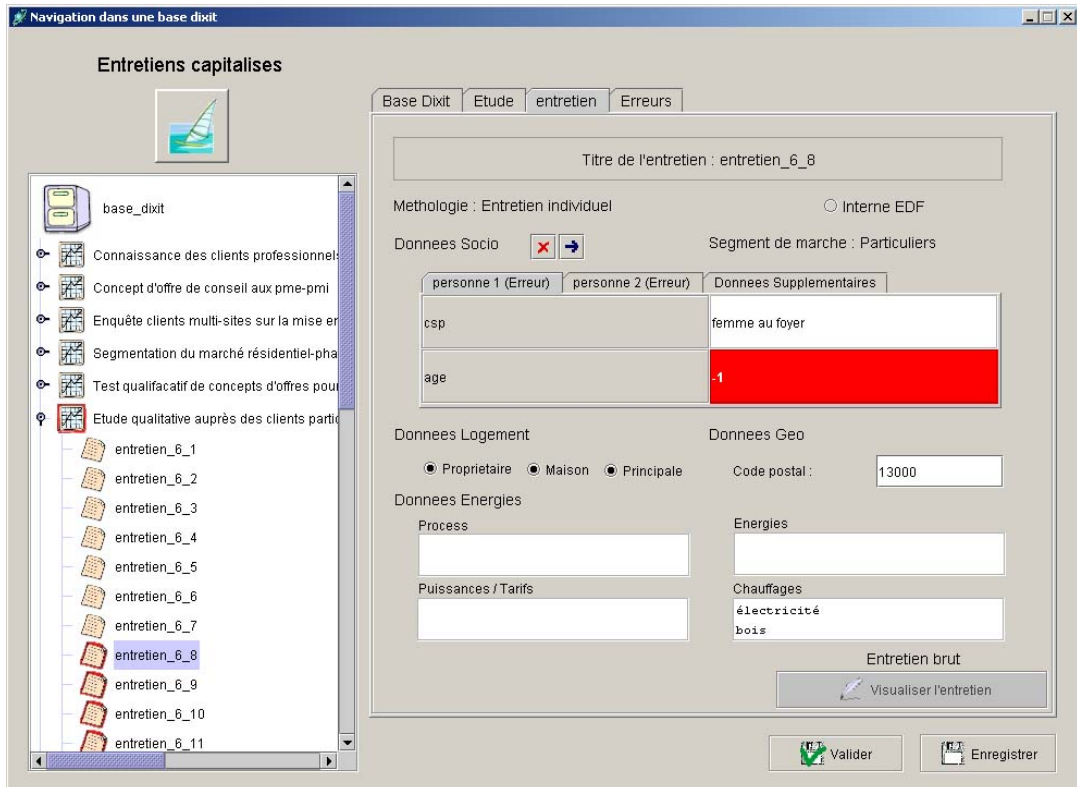 Navigation dans une base dixit
Entretiens capitalises
base_dixit
Connaissance des clients professionnels
Concept d'offre de conseil aux pme-pmi
Enquête clients multi-sites sur la mise er
Segmentation du marché résidentiel-pha
Test qualifacatif de concepts d'offres pour
Etude qualitative auprès des clients partic
entretien_6_1
entretien_6_2
entretien_6_3
entretien_6_4
entretien_6_5
entretien_6_6
entretien_6_7
entretien_6_8
entretien_6_9
entretien_6_10
entretien_6_11
Base Dixit Etude entretien Erreurs
Titre de l'entretien : entretien_6_8
Methologie : Entretien individuel Interne EDF
Donnees Socio Segment de marche : Particuliers
personne 1 (Erreur) personne 2 (Erreur) Donnees Supplementaires
csp femme au foyer
age -1
Donnees Logement Donnees Geo
Proprietaire Maison Principale Code postal : 13000
Donnees Energies
Process Energies
Puissances / Tarifs Chauffages
électricité
bois
Entretien brut
Visualiser l'entretien
Valider Enregistrer